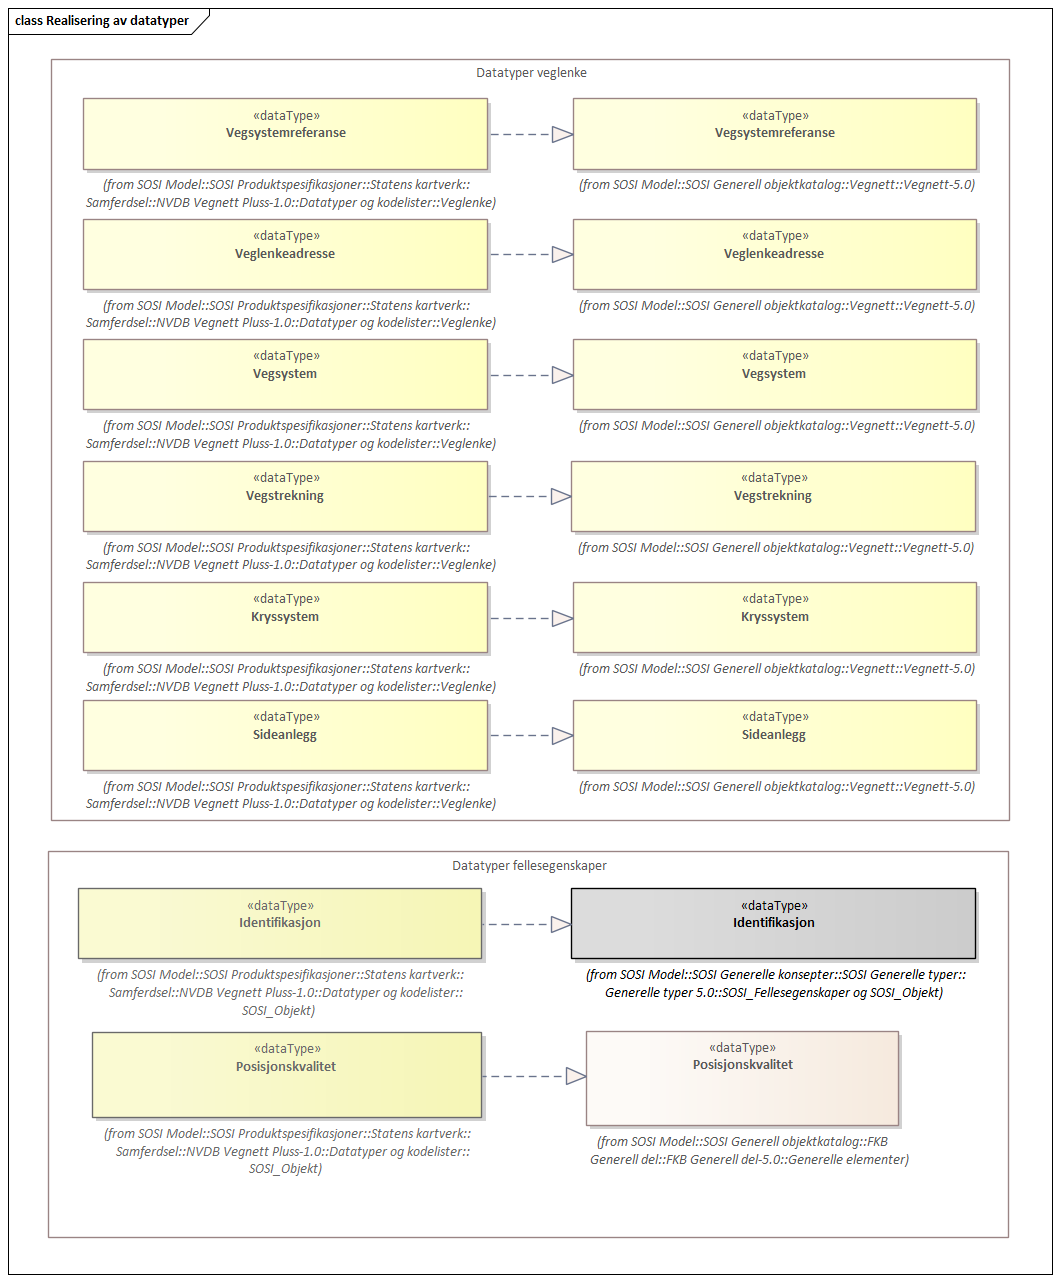 class Realisering av datatyper
Datatyper veglenke
«dataType»
Vegsystemreferanse
(from SOSI Model::SOSI Produktspesifikasjoner::Statens kartverk::
Samferdsel::NVDB Vegnett Pluss-1.0::Datatyper og kodelister::Veglenke)
«dataType»
Vegsystemreferanse
(from SOSI Model::SOSI Generell objektkatalog::Vegnett::Vegnett-5.0)
«dataType»
Veglenkeadresse
(from SOSI Model::SOSI Produktspesifikasjoner::Statens kartverk::
Samferdsel::NVDB Vegnett Pluss-1.0::Datatyper og kodelister::Veglenke)
«dataType»
Veglenkeadresse
(from SOSI Model::SOSI Generell objektkatalog::Vegnett::Vegnett-5.0)
«dataType»
Vegsystem
(from SOSI Model::SOSI Produktspesifikasjoner::Statens kartverk::
Samferdsel::NVDB Vegnett Pluss-1.0::Datatyper og kodelister::Veglenke)
«dataType»
Vegsystem
(from SOSI Model::SOSI Generell objektkatalog::Vegnett::Vegnett-5.0)
«dataType»
Vegstrekning
(from SOSI Model::SOSI Produktspesifikasjoner::Statens kartverk::
Samferdsel::NVDB Vegnett Pluss-1.0::Datatyper og kodelister::Veglenke)
«dataType»
Vegstrekning
(from SOSI Model::SOSI Generell objektkatalog::Vegnett::Vegnett-5.0)
«dataType»
Kryssystem
(from SOSI Model::SOSI Produktspesifikasjoner::Statens kartverk::
Samferdsel::NVDB Vegnett Pluss-1.0::Datatyper og kodelister::Veglenke)
«dataType»
Kryssystem
(from SOSI Model::SOSI Generell objektkatalog::Vegnett::Vegnett-5.0)
«dataType»
Sideanlegg
(from SOSI Model::SOSI Produktspesifikasjoner::Statens kartverk::
Samferdsel::NVDB Vegnett Pluss-1.0::Datatyper og kodelister::Veglenke)
«dataType»
Sideanlegg
(from SOSI Model::SOSI Generell objektkatalog::Vegnett::Vegnett-5.0)
Datatyper fellesegenskaper
«dataType»
Identifikasjon
(from SOSI Model::SOSI Produktspesifikasjoner::Statens kartverk::
Samferdsel::NVDB Vegnett Pluss-1.0::Datatyper og kodelister::
SOSI_Objekt)
«dataType»
Identifikasjon
(from SOSI Model::SOSI Generelle konsepter::SOSI Generelle typer::
Generelle typer 5.0::SOSI_Fellesegenskaper og SOSI_Objekt)
«dataType»
Posisjonskvalitet
(from SOSI Model::SOSI Produktspesifikasjoner::Statens kartverk::
Samferdsel::NVDB Vegnett Pluss-1.0::Datatyper og kodelister::
SOSI_Objekt)
«dataType»
Posisjonskvalitet
(from SOSI Model::SOSI Generell objektkatalog::FKB
Generell del::FKB Generell del-5.0::Generelle elementer)